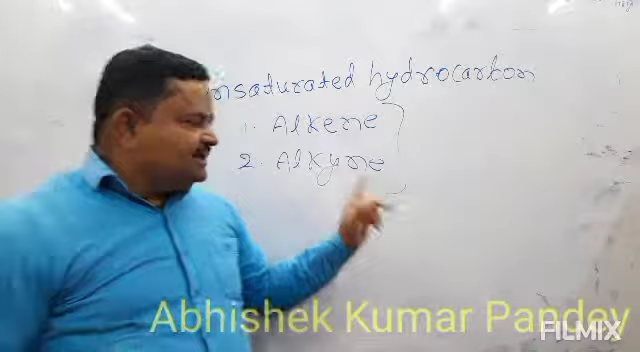 nsaturated hydrocarbon
1. Alkene
2. Alkyne
Abhishek Kumar Pandey
FILMIX